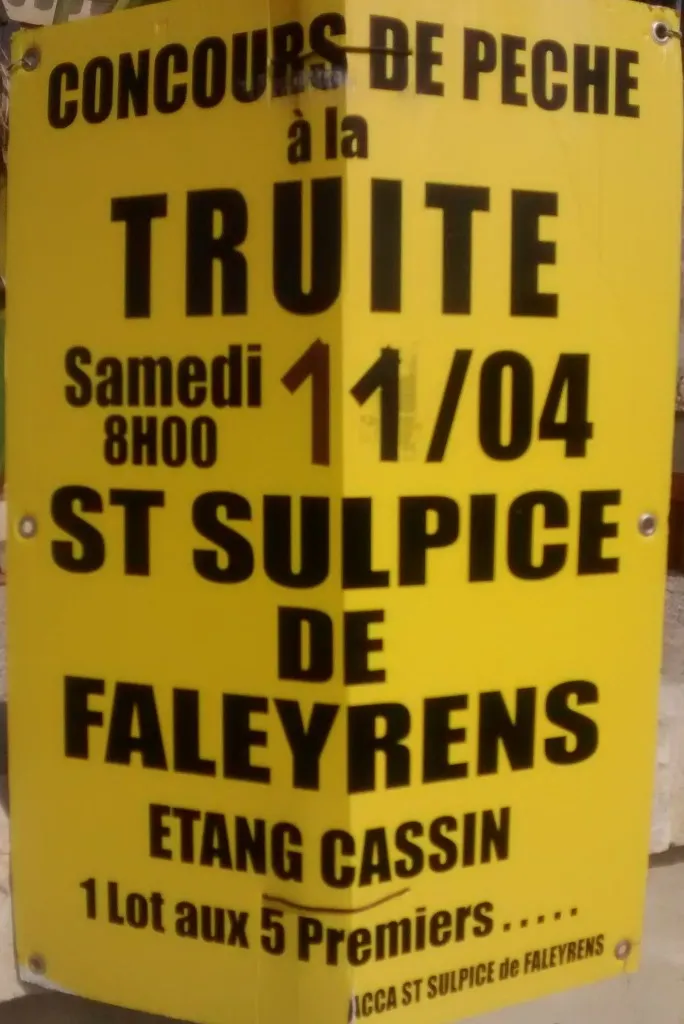 CONCOURS DE PECHE
à la
TRUITE
Samedi 11/04
8H00
ST SULPICE
DE
FALEYRENS
ETANG CASSIN
1 Lot aux 5 Premiers.....
ACCA ST SULPICE de FALEYRENS